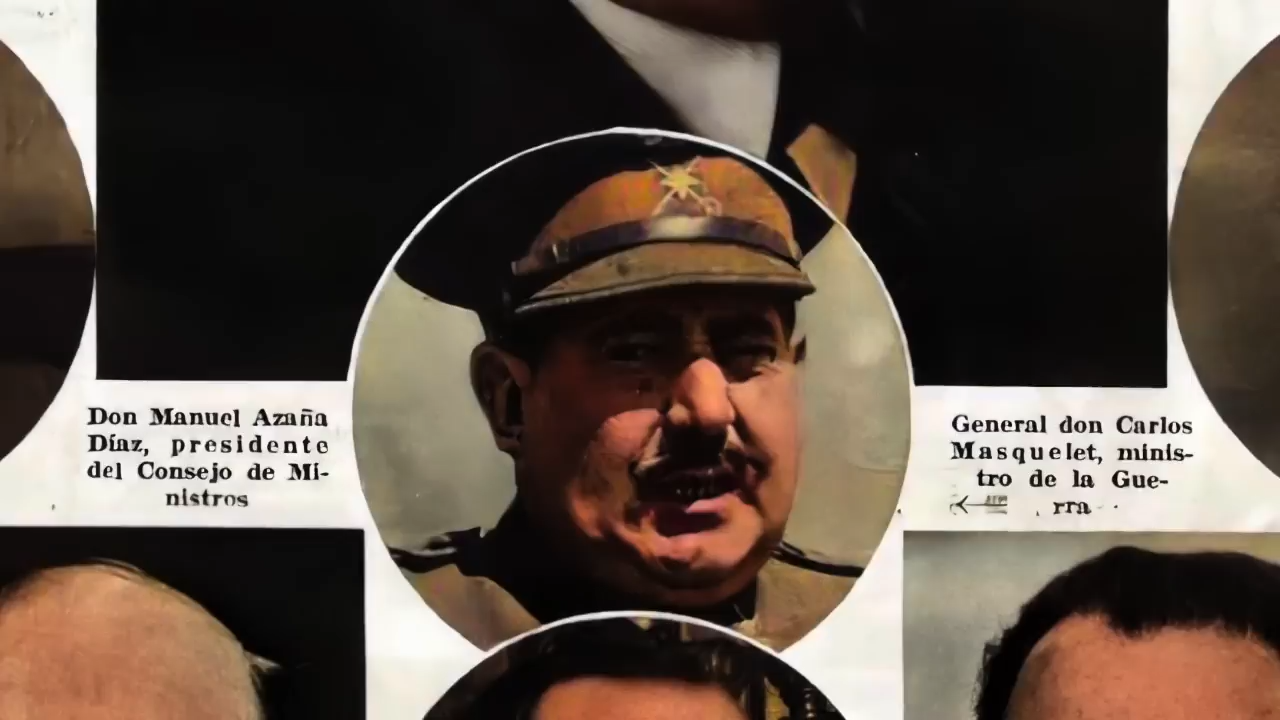 Don Manuel Azaña
Díaz, presidente
del Consejo de Mi-
nistros
General don Carlos
Masquelet, minis-
tro de la Gue-
rra